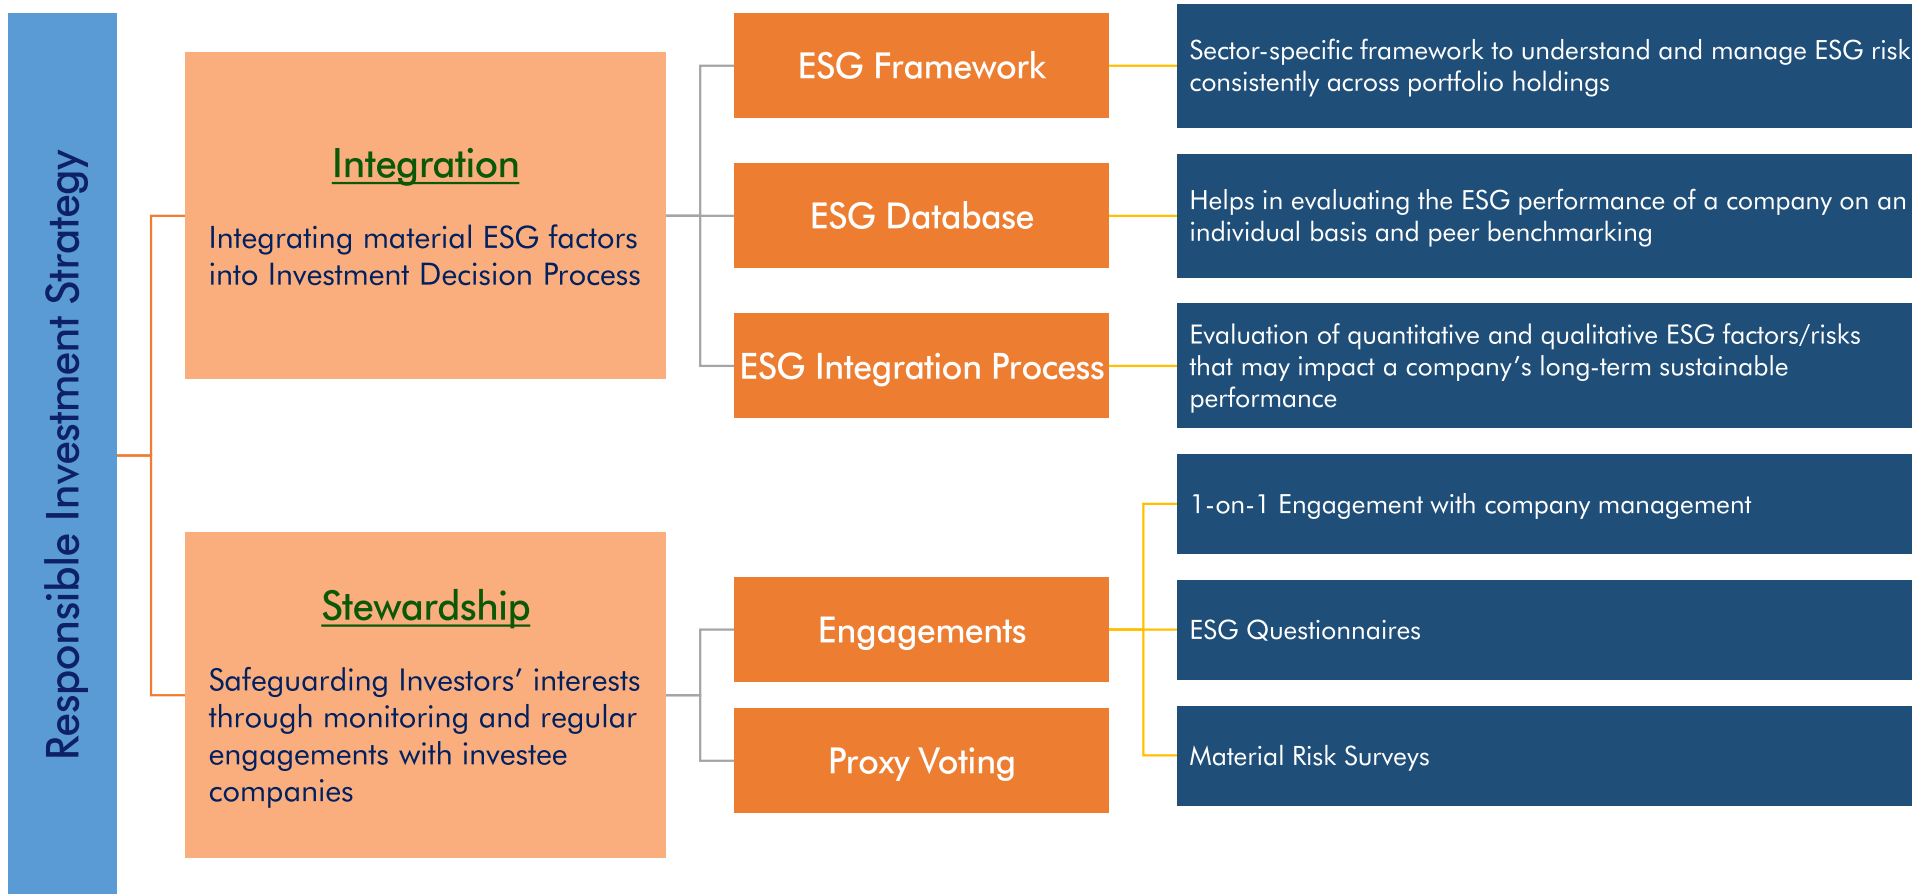 Responsible Investment Strategy
Integration
Integrating material ESG factors
into Investment Decision Process
ESG Framework
Sector-specific framework to understand and manage ESG risk
consistently across portfolio holdings
ESG Database
Helps in evaluating the ESG performance of a company on an
individual basis and peer benchmarking
ESG Integration Process
Evaluation of quantitative and qualitative ESG factors/risks
that may impact a company’s long-term sustainable
performance
Stewardship
Safeguarding Investors’ interests
through monitoring and regular
engagements with investee
companies
Engagements
1-on-1 Engagement with company management
ESG Questionnaires
Material Risk Surveys
Proxy Voting